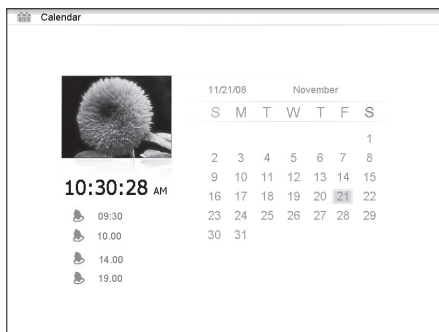 Calendar
11/21/08 November
S M T W T F S
1
2 3 4 5 6 7 8
9 10 11 12 13 14 15
16 17 18 19 20 21 22
23 24 25 26 27 28 29
30 31
10:30:28 AM
09:30
10.00
14.00
19.00